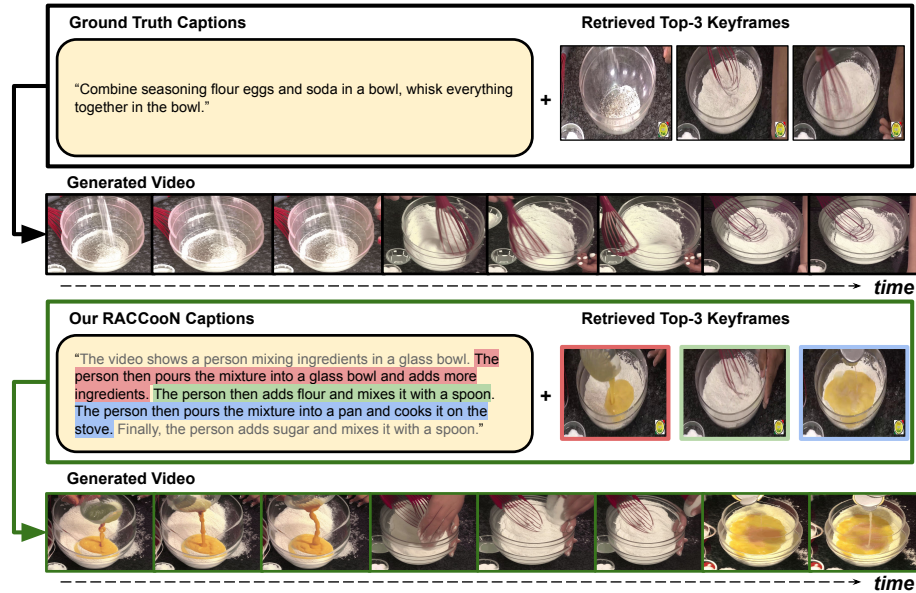 Ground Truth Captions
Retrieved Top-3 Keyframes
“Combine seasoning flour eggs and soda in a bowl, whisk everything
together in the bowl.”
+
Generated Video
time
Our RACCooN Captions
Retrieved Top-3 Keyframes
“The video shows a person mixing ingredients in a glass bowl. The
person then pours the mixture into a glass bowl and adds more
ingredients. The person then adds flour and mixes it with a spoon.
The person then pours the mixture into a pan and cooks it on the
stove. Finally, the person adds sugar and mixes it with a spoon.”
+
Generated Video
time